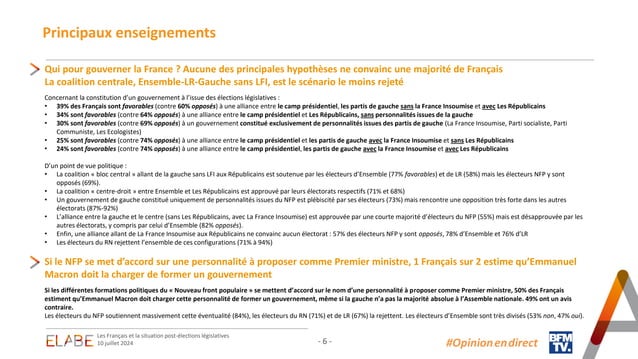 Principaux enseignements
Qui pour gouverner la France ? Aucune des principales hypothèses ne convainc une majorité de Français
La coalition centrale, Ensemble-LR-Gauche sans LFI, est le scénario le moins rejeté
Concernant la constitution d'un gouvernement à l'issue des élections législatives :
• 39% des Français sont favorables (contre 60% opposés) à une alliance entre le camp présidentiel, les partis de gauche sans la France Insoumise et avec Les Républicains
• 34% sont favorables (contre 64% opposés) à une alliance entre le camp présidentiel et Les Républicains, sans personnalités issues de la gauche
• 30% sont favorables (contre 69% opposés) à un gouvernement constitué exclusivement de personnalités issues des partis de gauche (La France Insoumise, Parti socialiste, Parti
Communiste, Les Ecologistes)
• 25% sont favorables (contre 74% opposés) à une alliance entre le camp présidentiel et les partis de gauche avec la France Insoumise et sans Les Républicains
• 24% sont favorables (contre 74% opposés) à une alliance entre le camp présidentiel, les partis de gauche avec la France Insoumise et avec Les Républicains
D'un point de vue politique :
• La coalition « bloc central » allant de la gauche sans LFI aux Républicains est soutenue par les électeurs d'Ensemble (77% favorables) et de LR (58%) mais les électeurs NFP y sont
opposés (69%).
• La coalition « centre-droit » entre Ensemble et Les Républicains est approuvé par leurs électorats respectifs (71% et 68%)
• Un gouvernement de gauche constitué uniquement de personnalités issues du NFP est plébiscité par ses électeurs (73%) mais rencontre une opposition très forte dans les autres
électorats (87%-92%)
• L'alliance entre la gauche et le centre (sans Les Républicains, avec La France Insoumise) est approuvée par une courte majorité d'électeurs du NFP (55%) mais est désapprouvée par les
autres électorats, y compris par celui d'Ensemble (82% opposés).
• Enfin, une alliance allant de La France Insoumise aux Républicains ne convainc aucun électorat : 57% des électeurs NFP y sont opposés, 78% d'Ensemble et 76% d'LR
• Les électeurs du RN rejettent l'ensemble de ces configurations (71% à 94%)
Si le NFP se met d'accord sur une personnalité à proposer comme Premier ministre, 1 Français sur 2 estime qu'Emmanuel
Macron doit la charger de former un gouvernement
Si les différentes formations politiques du « Nouveau front populaire » se mettent d'accord sur le nom d'une personnalité à proposer comme Premier ministre, 50% des Français
estiment qu'Emmanuel Macron doit charger cette personnalité de former un gouvernement, même si la gauche n'a pas la majorité absolue à l'Assemblée nationale. 49% ont un avis
contraire.
Les électeurs du NFP soutiennent massivement cette éventualité (84%), les électeurs du RN (71%) et de LR (67%) la rejettent. Les électeurs d'Ensemble sont très divisés (53% non, 47% oui).
ELABE
Les Français et la situation post-élections législatives
10 juillet 2024
- 6 -
#Opinion en direct
BFM
TV.